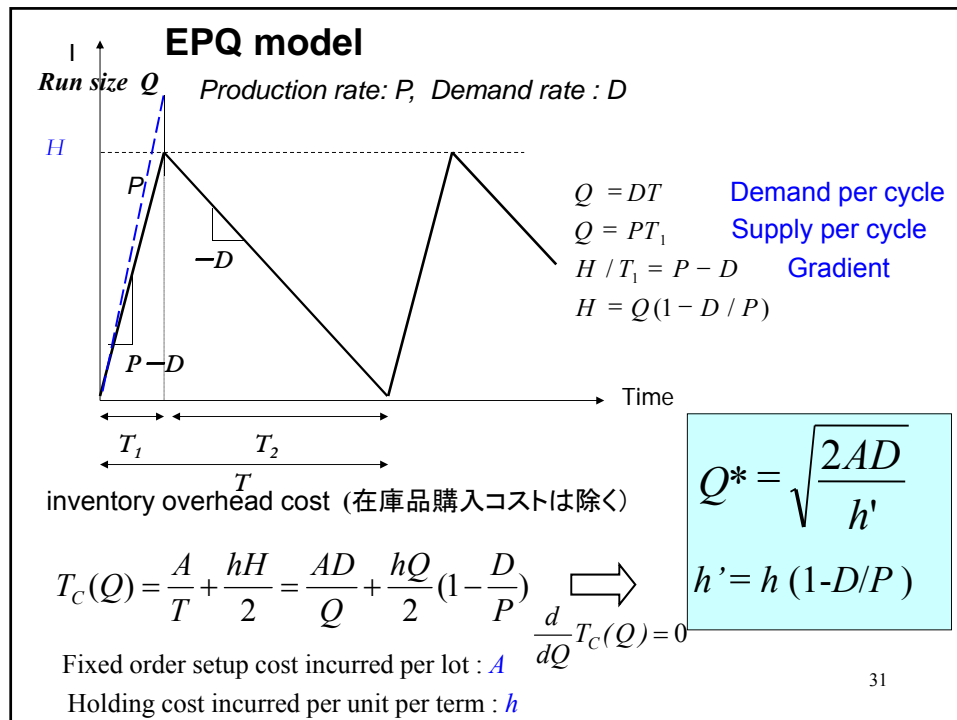 EPQ model
I
Run size Q
Production rate: P, Demand rate : D
H
P
−D
P −D
Time
T₁
T₂
T
Q = DT Demand per cycle
Q = PT₁ Supply per cycle
H / T₁ = P − D Gradient
H = Q(1 − D / P)
inventory overhead cost (在庫品購入コストは除く)
T_C(Q) = A/T + hH/2 = AD/Q + hQ/2 (1 − D/P)
d/dQ T_C(Q) = 0
Q* = √(2AD/h')
h’= h (1-D/P )
Fixed order setup cost incurred per lot : A
Holding cost incurred per unit per term : h
31